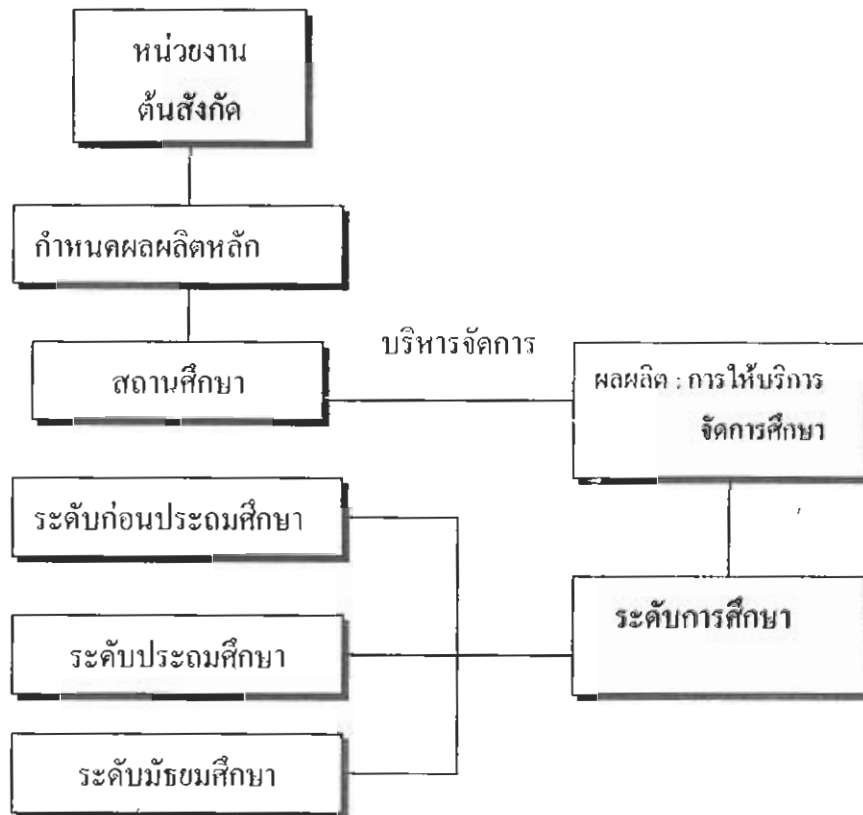 หน่วยงาน
ต้นสังกัด
กำหนดผลผลิตหลัก
สถานศึกษา
บริหารจัดการ
ผลผลิต : การให้บริการ
จัดการศึกษา
ระดับการศึกษา
ระดับก่อนประถมศึกษา
ระดับประถมศึกษา
ระดับมัธยมศึกษา